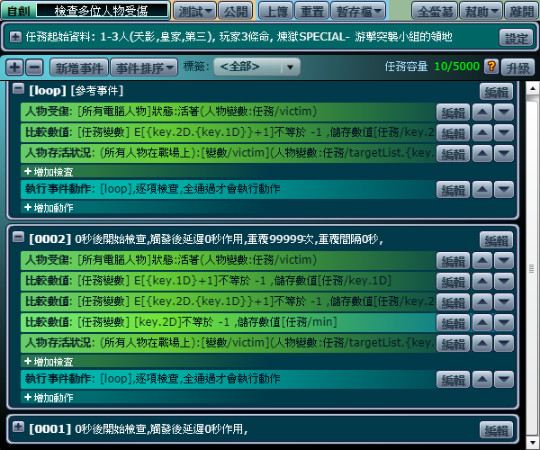 自創 檢查多位人物受傷 測試 公開 上傳 重置 暫存檔 全螢幕 幫助 離開
任務起始資料: 1-3人(天影,皇家,第三), 玩家3條命, 煉獄SPECIAL- 游擊突襲小組的領地 設定
新增事件 事件排序 標籤: <全部> 任務容量 10/5000 ? 升級
[loop] [參考事件] 編輯
人物受傷: [所有電腦人物]狀態:活著(人物變數:任務/victim) 編輯
比較數值: [任務變數] E[{key.2D.{key.1D}}+1]不等於 -1 ,儲存數值[任務/key.2 編輯
人物存活狀況: (所有人物在戰場上):[變數/victim](人物變數:任務/targetList.{key. 編輯
+增加檢查
執行事件動作: [loop],逐項檢查,全通過才會執行動作 編輯
+增加動作
[0002] 0秒後開始檢查,觸發後延遲0秒作用,重覆99999次,重覆間隔0秒, 編輯
人物受傷: [所有電腦人物]狀態:活著(人物變數:任務/victim) 編輯
比較數值: [任務變數] E[{key.1D}+1]不等於 -1 ,儲存數值[任務/key.1D] 編輯
比較數值: [任務變數] E[{key.2D.{key.1D}}+1]不等於 -1 ,儲存數值[任務/key.2 編輯
比較數值: [任務變數] [key.2D]不等於 -1 ,儲存數值[任務/min] 編輯
人物存活狀況: (所有人物在戰場上):[變數/victim](人物變數:任務/targetList.{key. 編輯
+增加檢查
執行事件動作: [loop],逐項檢查,全通過才會執行動作 編輯
+增加動作
[0001] 0秒後開始檢查,觸發後延遲0秒作用, 編輯